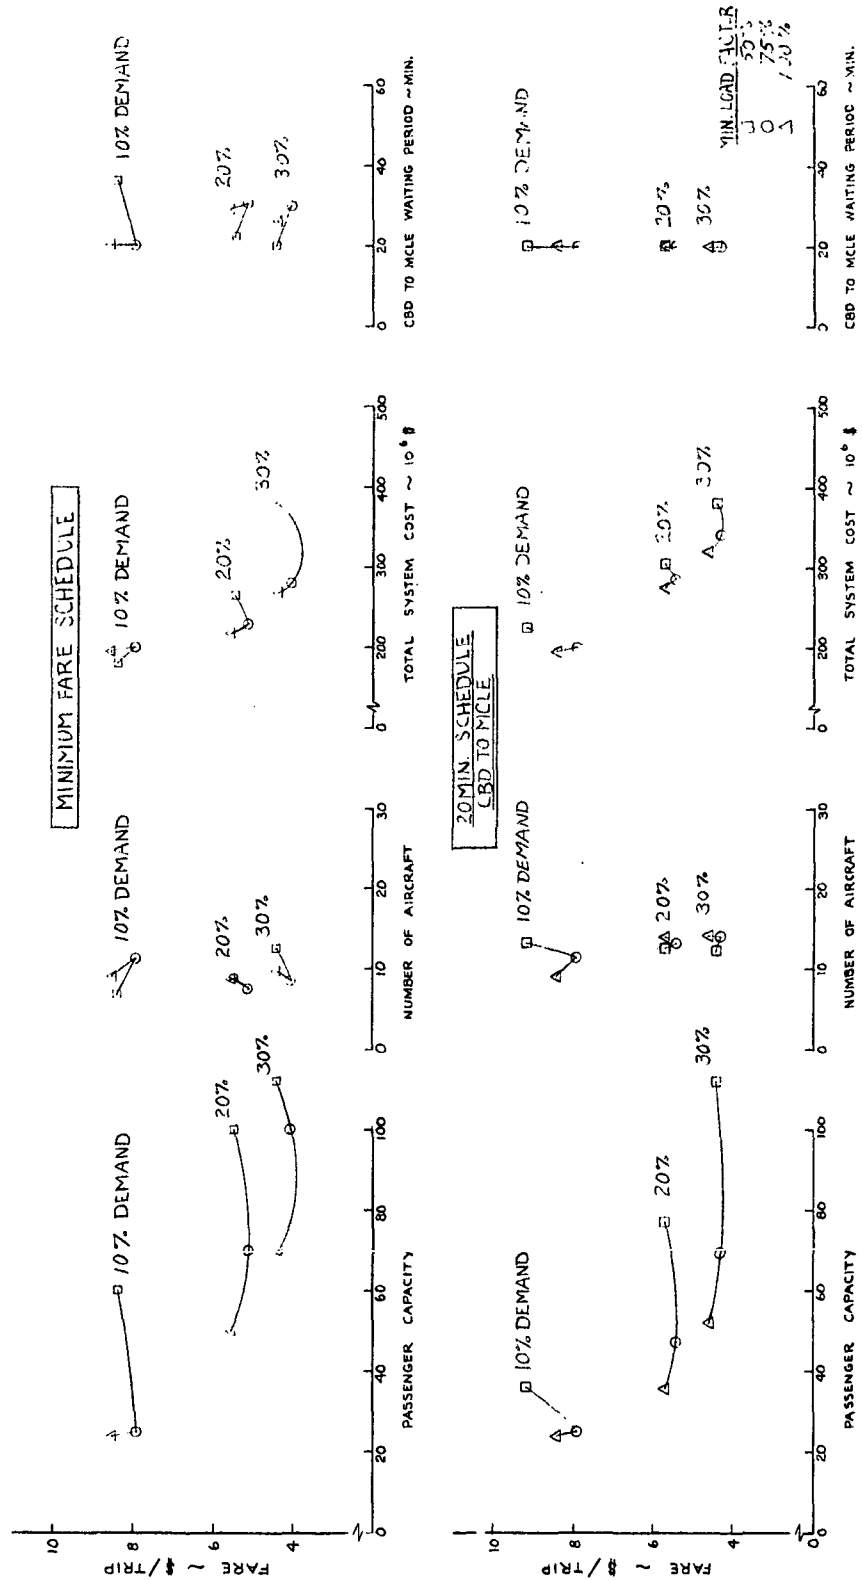 MINIMUM FARE SCHEDULE
FARE ~ $/TRIP
10
8
6
4
10% DEMAND
20%
30%
0
20
40
60
80
100
PASSENGER CAPACITY
10% DEMAND
20%
30%
0
10
20
30
NUMBER OF AIRCRAFT
10% DEMAND
20%
30%
0
200
300
400
500
TOTAL SYSTEM COST ~ 10⁶ $
10% DEMAND
20%
30%
0
20
40
60
CBD TO MCLE WAITING PERIOD ~ MIN.
20 MIN. SCHEDULE
CBD TO MCLE
FARE ~ $/TRIP
10
8
6
4
10% DEMAND
20%
30%
0
20
40
60
80
100
PASSENGER CAPACITY
10% DEMAND
20%
30%
0
10
20
30
NUMBER OF AIRCRAFT
10% DEMAND
20%
30%
0
200
300
400
500
TOTAL SYSTEM COST ~ 10⁶ $
10% DEMAND
20%
30%
0
20
40
60
CBD TO MCLE WAITING PERIOD ~ MIN.
MIN. LOAD FACTOR
50%
75%
100%